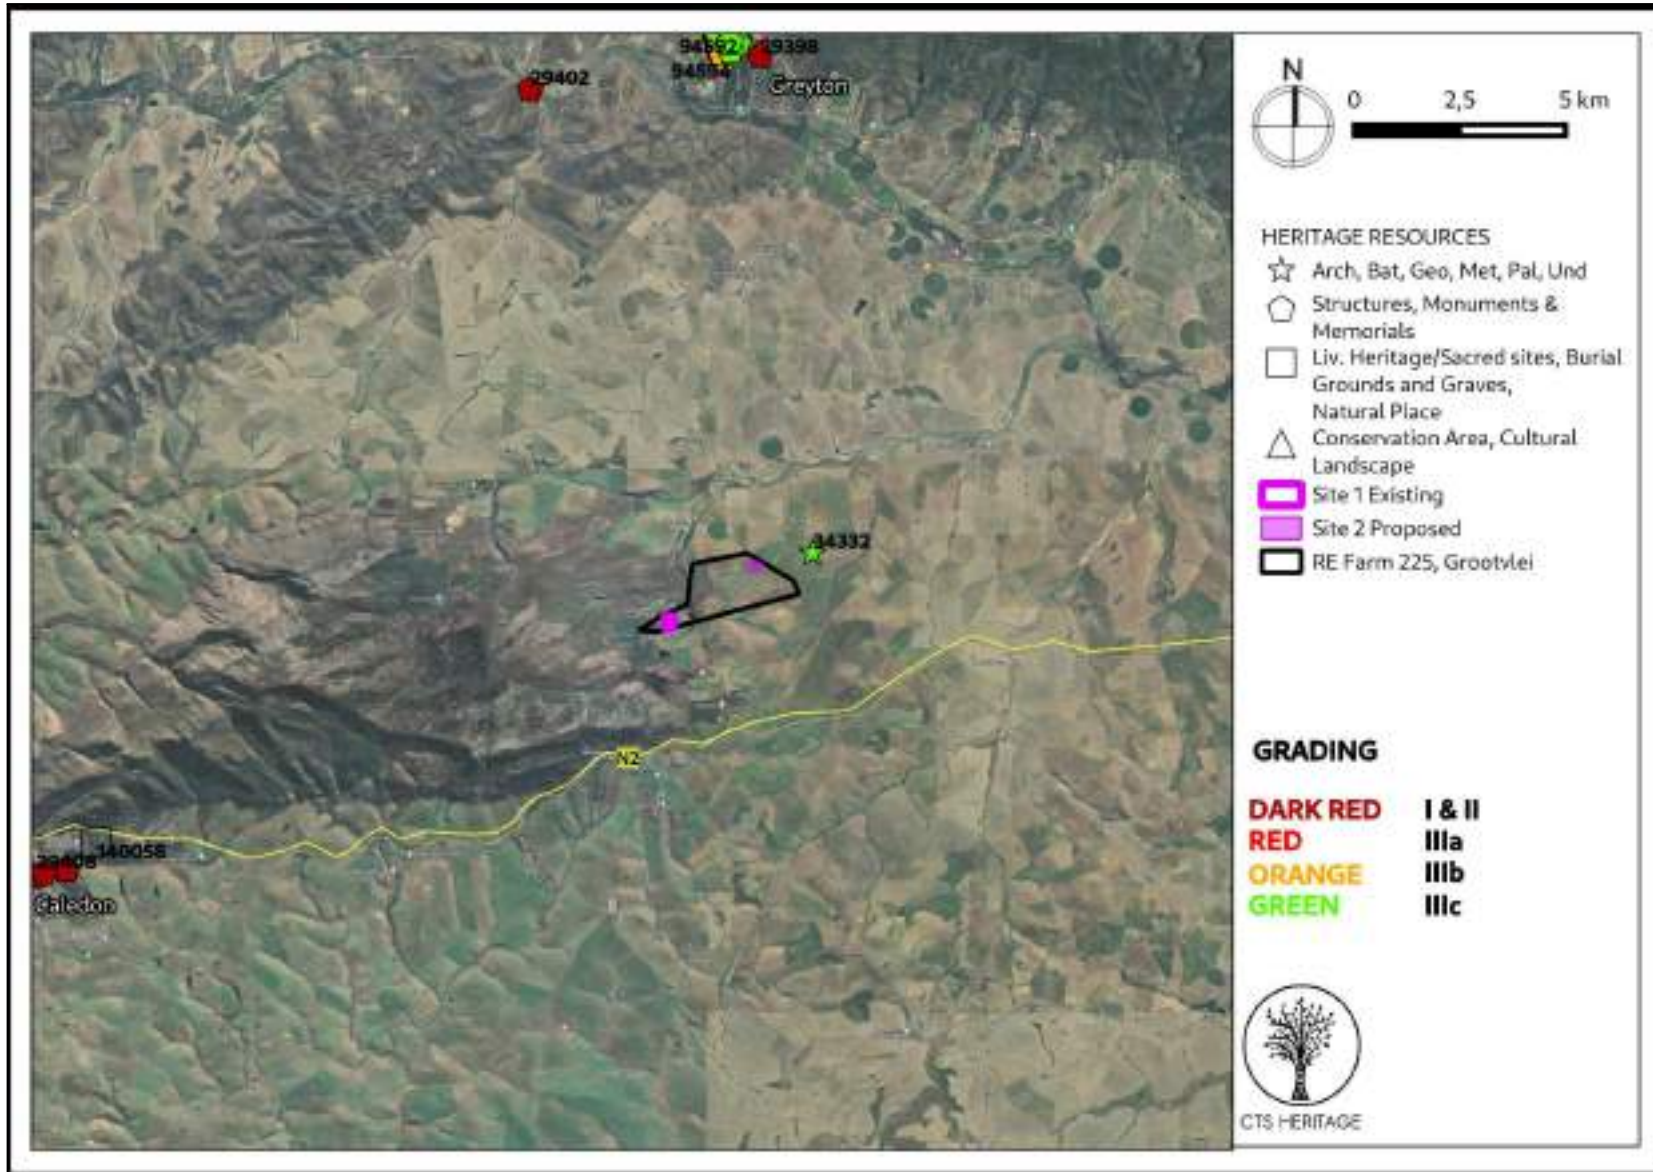 94592
29398
94594
Greyton
29402
34332
N2
140058
Caledon
N
0 2,5 5 km
HERITAGE RESOURCES
Arch, Bat, Geo, Met, Pal, Und
Structures, Monuments &
Memorials
Liv. Heritage/Sacred sites, Burial
Grounds and Graves,
Natural Place
Conservation Area, Cultural
Landscape
Site 1 Existing
Site 2 Proposed
RE Farm 225, Grootvlei
GRADING
DARK RED I & II
RED IIIa
ORANGE IIIb
GREEN IIIc
CTS HERITAGE